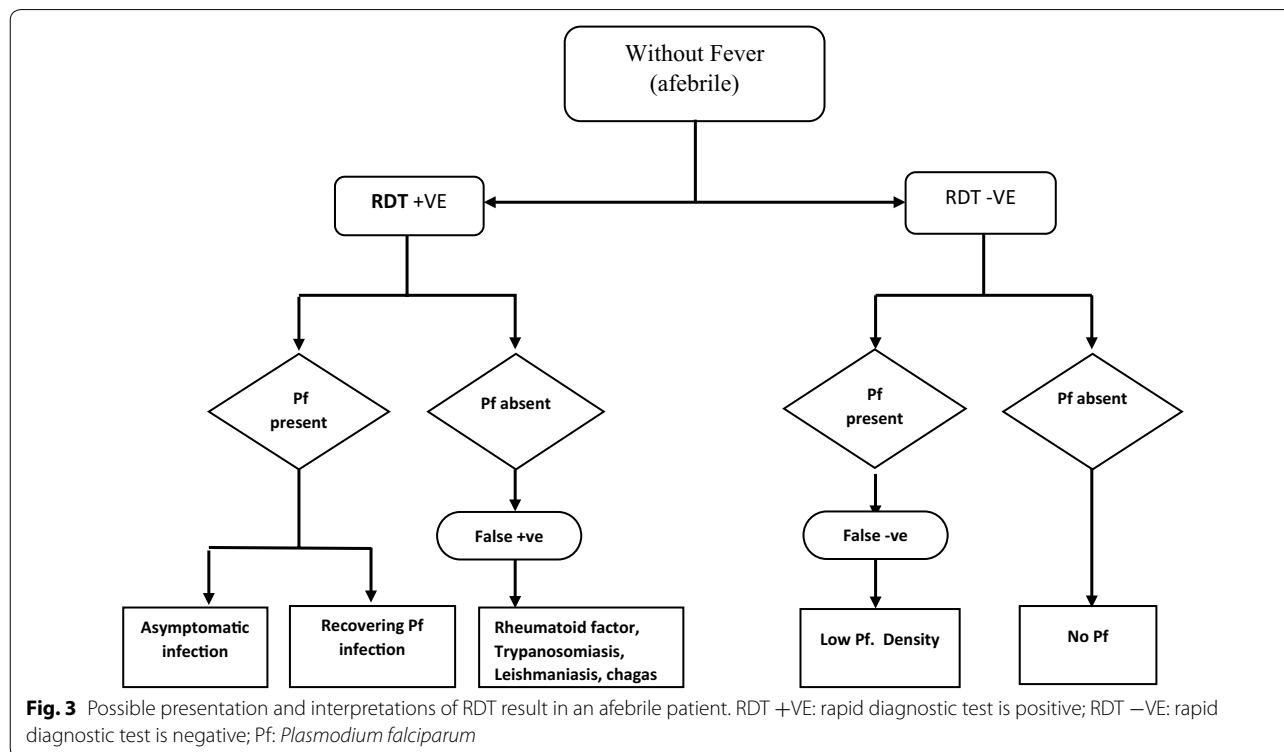 Without Fever
(afebrile)
RDT +VE
RDT -VE
Pf
present
Pf absent
Pf
present
Pf absent
False +ve
False -ve
Asymptomatic
infection
Recovering Pf
infection
Rheumatoid factor,
Trypanosomiasis,
Leishmaniasis, chagas
Low Pf. Density
No Pf
Fig. 3 Possible presentation and interpretations of RDT result in an afebrile patient. RDT +VE: rapid diagnostic test is positive; RDT −VE: rapid
diagnostic test is negative; Pf: Plasmodium falciparum